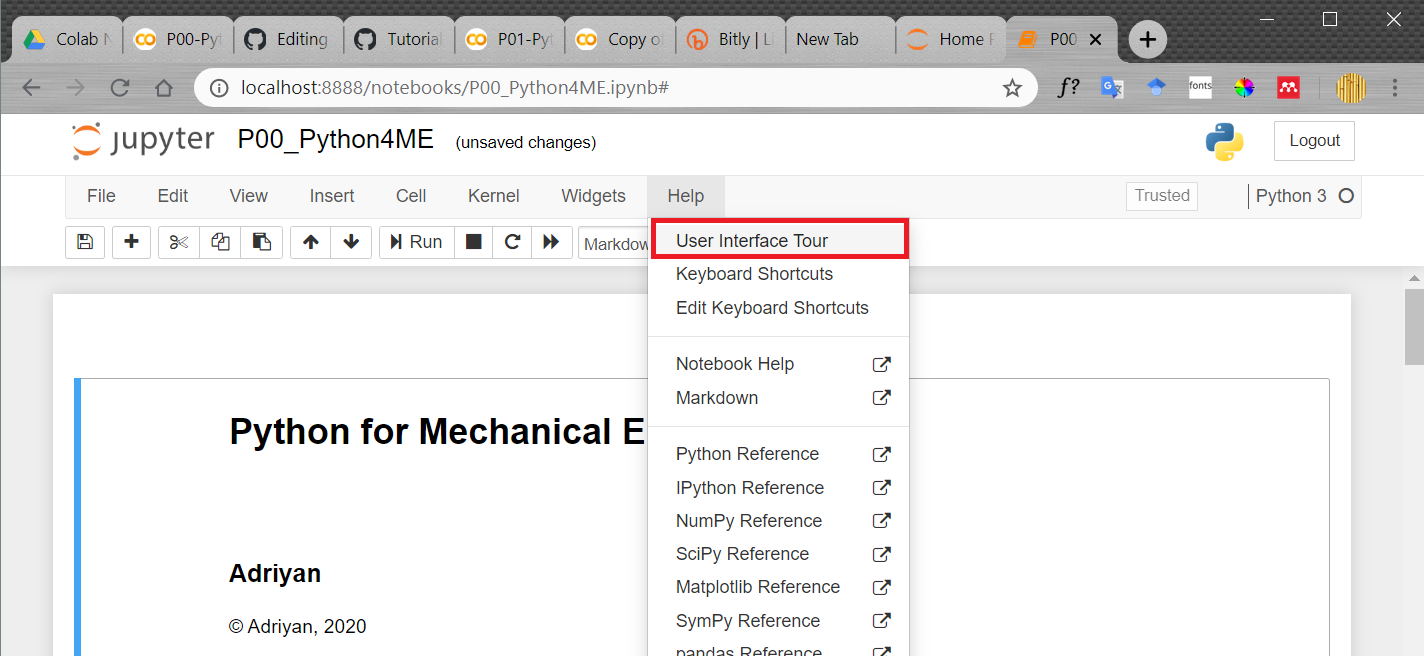 Colab N P00-Pyt Editing Tutorial P01-Pyt Copy of Bitly | Li New Tab Home P P00
localhost:8888/notebooks/P00_Python4ME.ipynb# f? fonts
jupyter P00_Python4ME (unsaved changes) Logout
File Edit View Insert Cell Kernel Widgets Help Trusted Python 3
Run Markdow
User Interface Tour
Keyboard Shortcuts
Edit Keyboard Shortcuts
Notebook Help
Markdown
Python for Mechanical E
Python Reference
IPython Reference
NumPy Reference
SciPy Reference
Matplotlib Reference
SymPy Reference
pandas Reference
Adriyan
© Adriyan, 2020